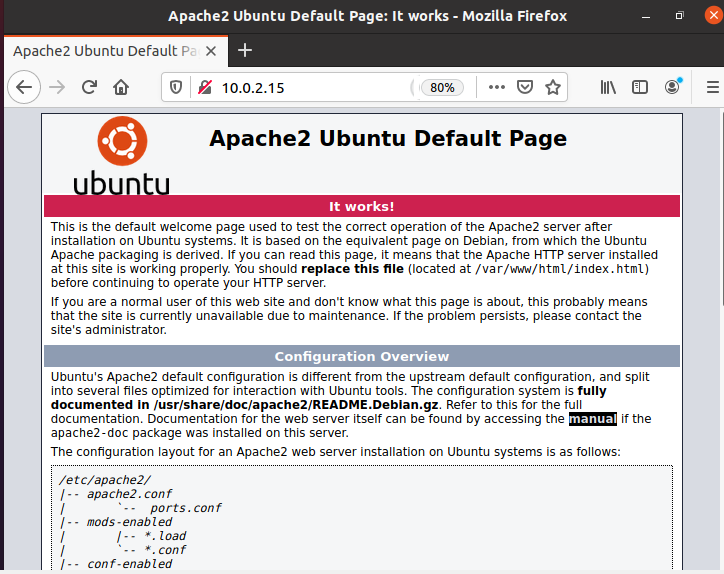 Apache2 Ubuntu Default Page: It works - Mozilla Firefox
Apache2 Ubuntu Default Pa
10.0.2.15
80%
Apache2 Ubuntu Default Page
ubuntu
It works!
This is the default welcome page used to test the correct operation of the Apache2 server after
installation on Ubuntu systems. It is based on the equivalent page on Debian, from which the Ubuntu
Apache packaging is derived. If you can read this page, it means that the Apache HTTP server installed
at this site is working properly. You should replace this file (located at /var/www/html/index.html)
before continuing to operate your HTTP server.
If you are a normal user of this web site and don't know what this page is about, this probably means
that the site is currently unavailable due to maintenance. If the problem persists, please contact the
site's administrator.
Configuration Overview
Ubuntu's Apache2 default configuration is different from the upstream default configuration, and split
into several files optimized for interaction with Ubuntu tools. The configuration system is fully
documented in /usr/share/doc/apache2/README.Debian.gz. Refer to this for the full
documentation. Documentation for the web server itself can be found by accessing the manual if the
apache2-doc package was installed on this server.
The configuration layout for an Apache2 web server installation on Ubuntu systems is as follows:
/etc/apache2/
|-- apache2.conf
|       `--  ports.conf
|-- mods-enabled
|       |-- *.load
|       `-- *.conf
|-- conf-enabled